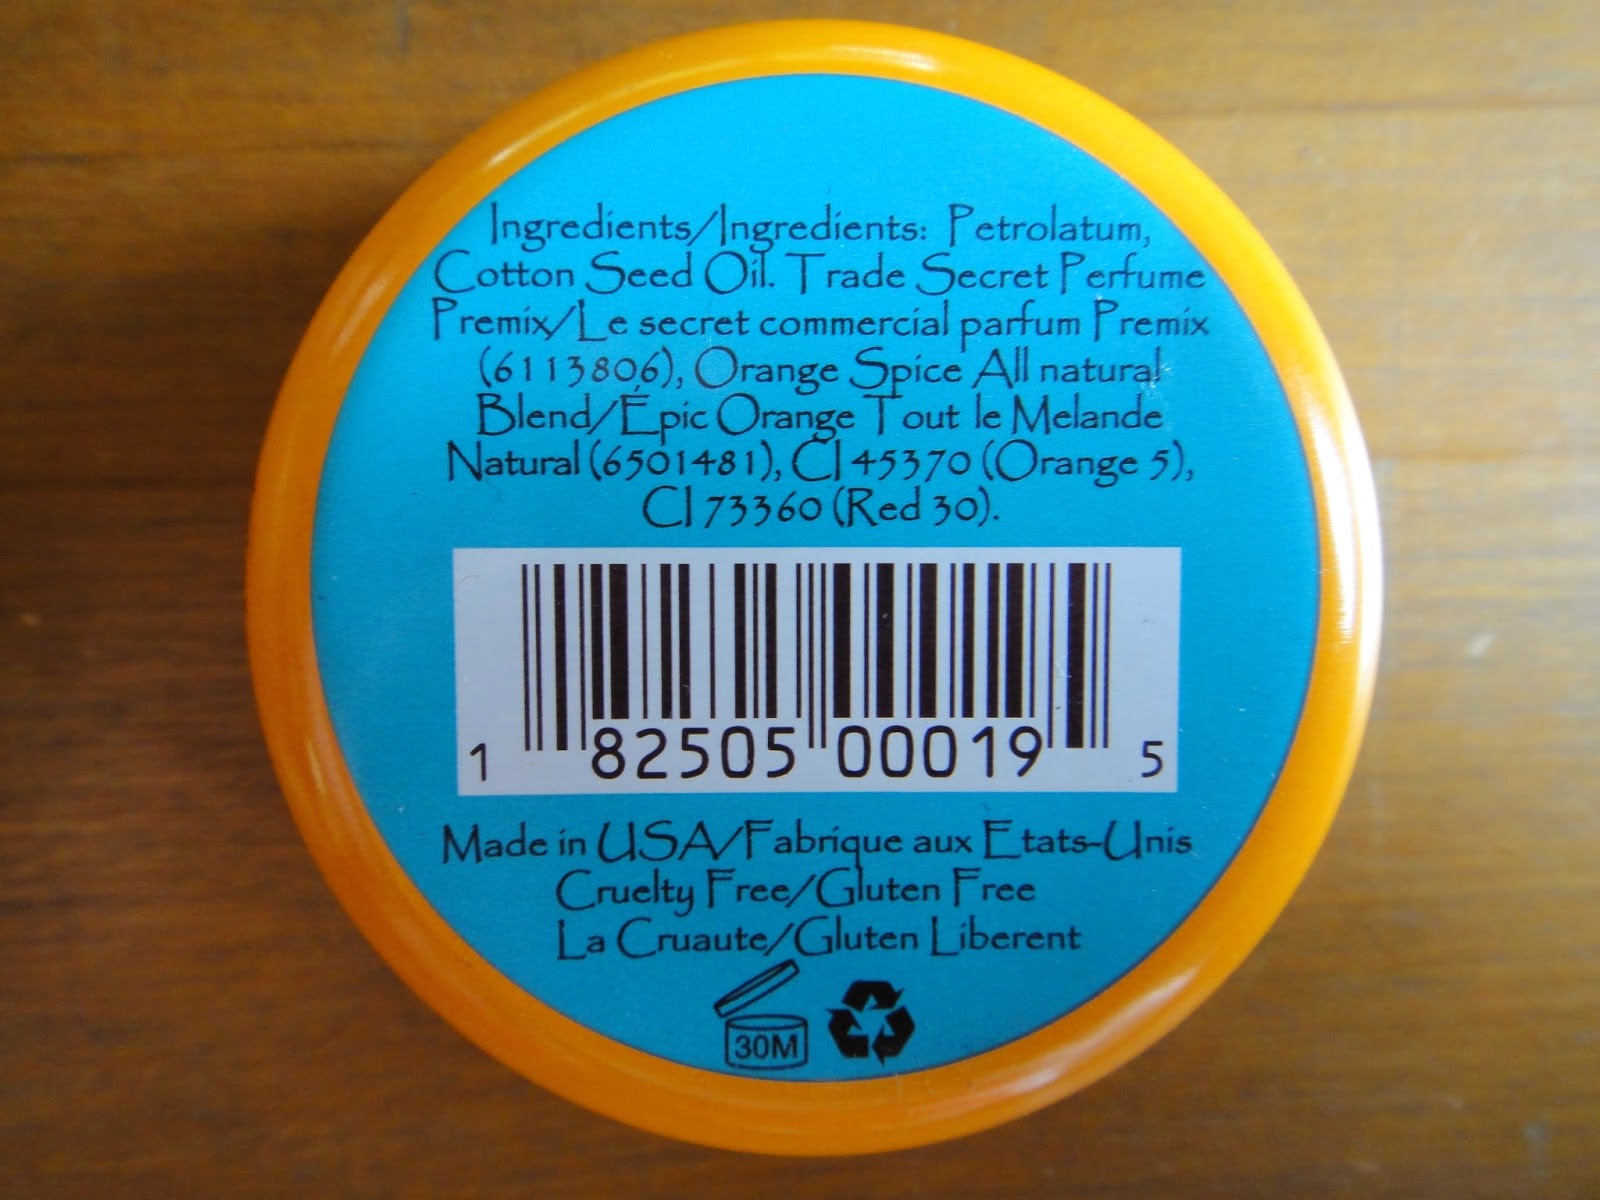 Ingredients/Ingredients: Petrolatum,
Cotton Seed Oil. Trade Secret Perfume
Premix/Le secret commercial parfum Premix
(6113806), Orange Spice All natural
Blend/Épic Orange Tout le Melande
Natural (6501481), CI 45370 (Orange 5),
CI 73360 (Red 30).
1 82505 00019 5
Made in USA/Fabrique aux Etats-Unis
Cruelty Free/Gluten Free
La Cruaute/Gluten Liberent
30M